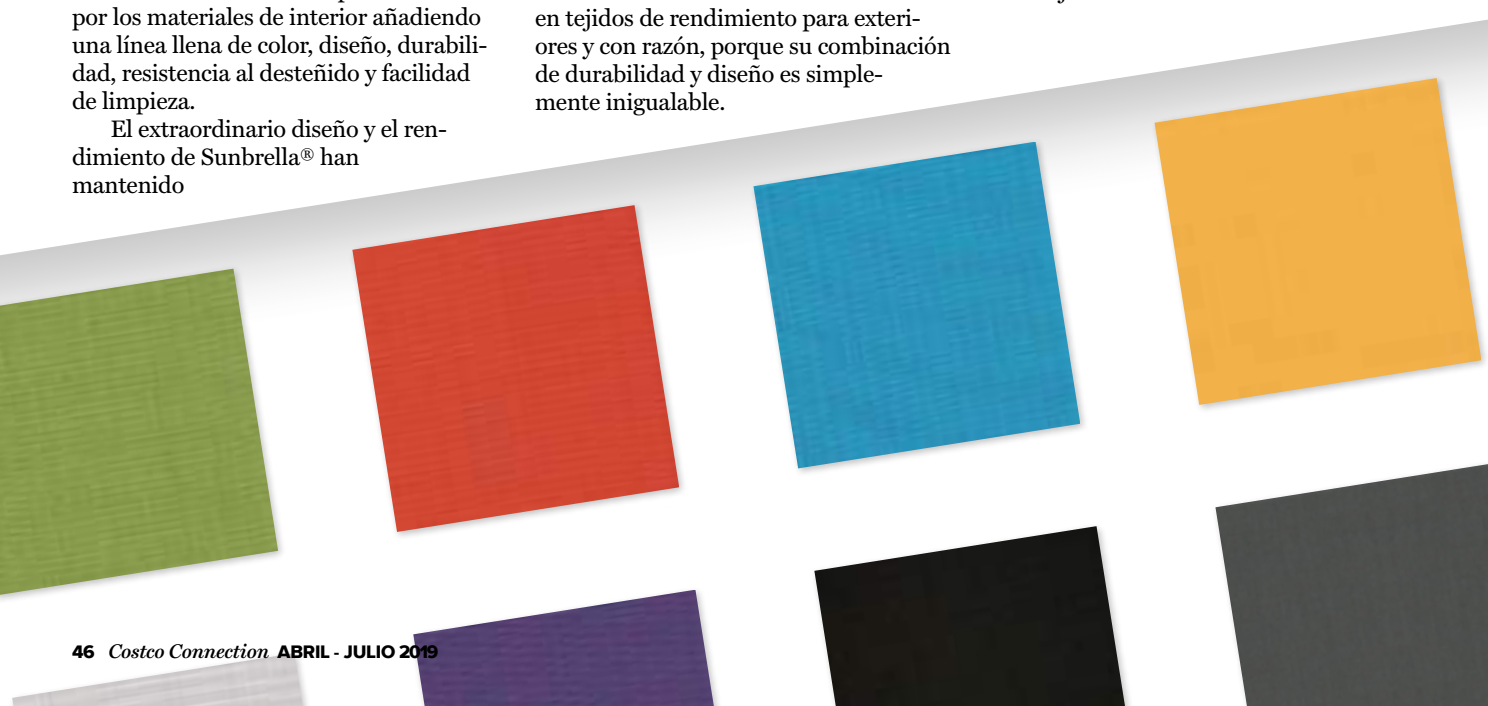 por los materiales de interior añadiendo
una línea llena de color, diseño, durabili-
dad, resistencia al desteñido y facilidad
de limpieza.
El extraordinario diseño y el ren-
dimiento de Sunbrella® han
mantenido
en tejidos de rendimiento para exteri-
ores y con razón, porque su combinación
de durabilidad y diseño es simple-
mente inigualable.
46 Costco Connection ABRIL - JULIO 2019